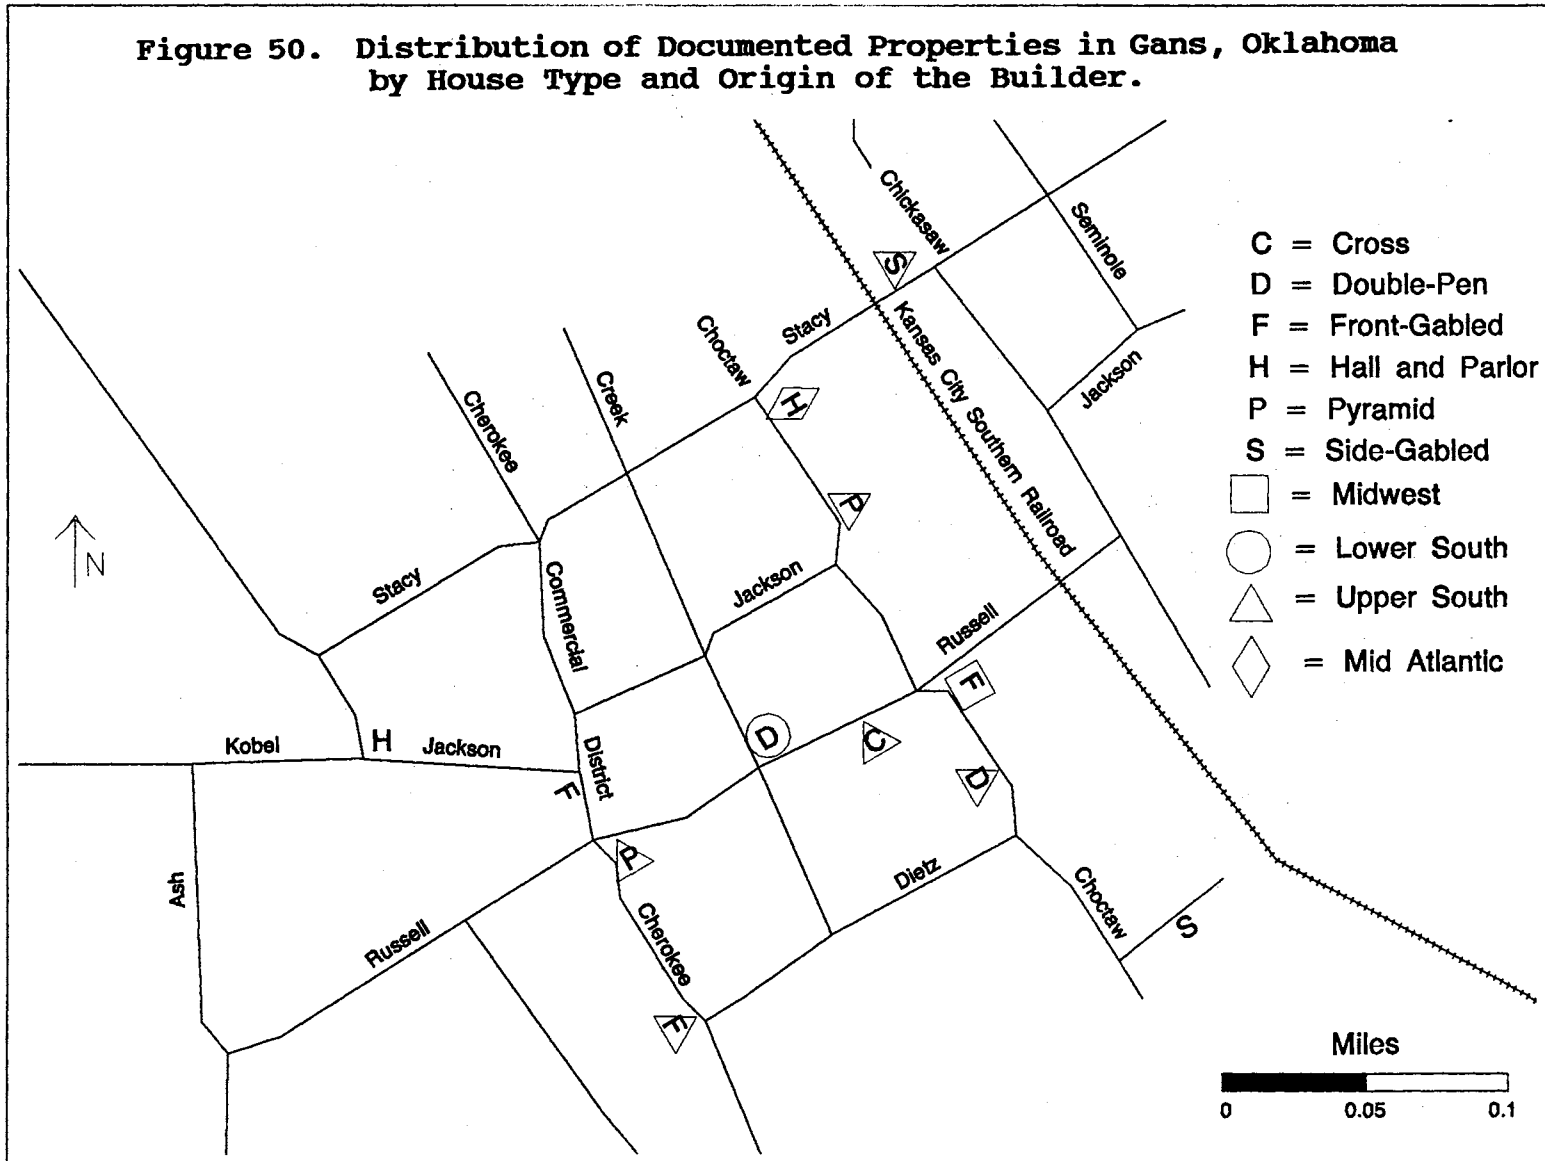 Figure 50. Distribution of Documented Properties in Gans, Oklahoma
by House Type and Origin of the Builder.
Chickasaw
Seminole
S
C = Cross
D = Double-Pen
F = Front-Gabled
H = Hall and Parlor
P = Pyramid
S = Side-Gabled
= Midwest
= Lower South
= Upper South
= Mid Atlantic
Kansas City Southern Railroad
Stacy
Choctaw
Jackson
Creek
Cherokee
H
P
N
Stacy
Commercial
Jackson
Russell
F
D
C
Kobel
H
Jackson
District
F
D
P
Ash
Russell
Cherokee
Dietz
Choctaw
S
F
Miles
0 0.05 0.1